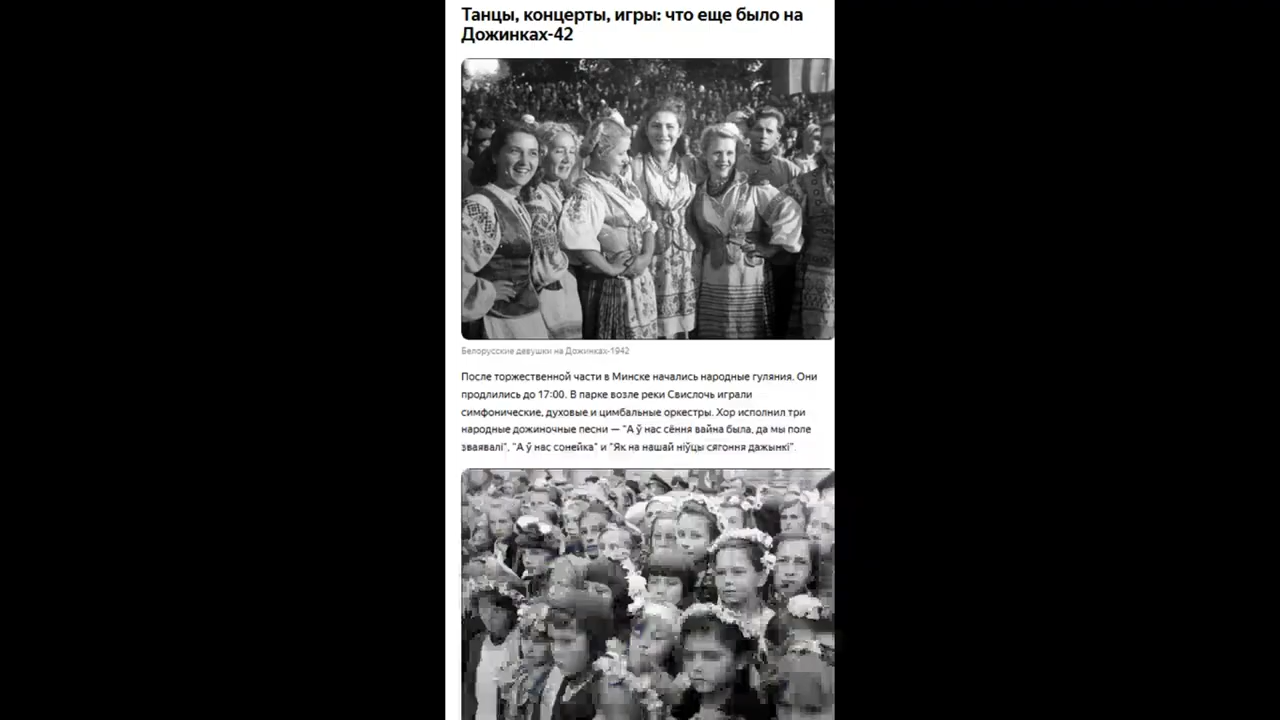 Танцы, концерты, игры: что еще было на
Дожинках-42
Белорусские девушки на Дожинках-1942
После торжественной части в Минске начались народные гуляния. Они
продлились до 17:00. В парке возле реки Свислочь играли
симфонические, духовые и цимбальные оркестры. Хор исполнил три
народные дожиночные песни — "А ў нас сёння вайна была, да мы поле
зваявалі", "А ў нас сонейка" и "Як на нашай ніўцы сягоння дажынкі".